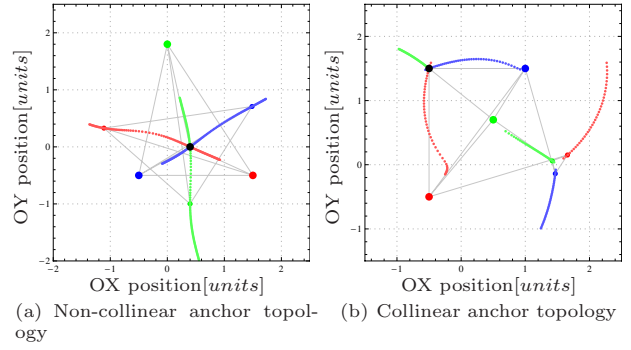 2
1
0
−1
−2
OY position[units]
−2
−1
0
1
2
OX position[units]
2
1
0
−1
OY position[units]
−1
0
1
2
OX position[units]
(a) Non-collinear anchor topol-
ogy
(b) Collinear anchor topology